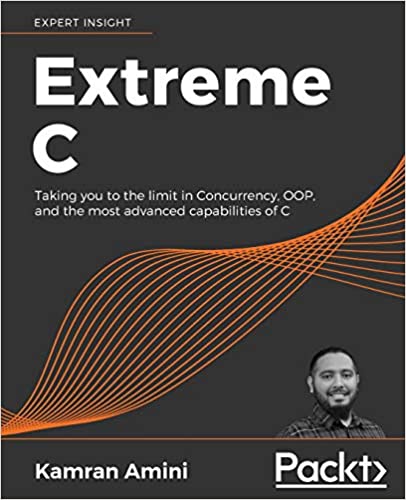 EXPERT INSIGHT
Extreme
C
Taking you to the limit in Concurrency, OOP,
and the most advanced capabilities of C
Kamran Amini
Packt>